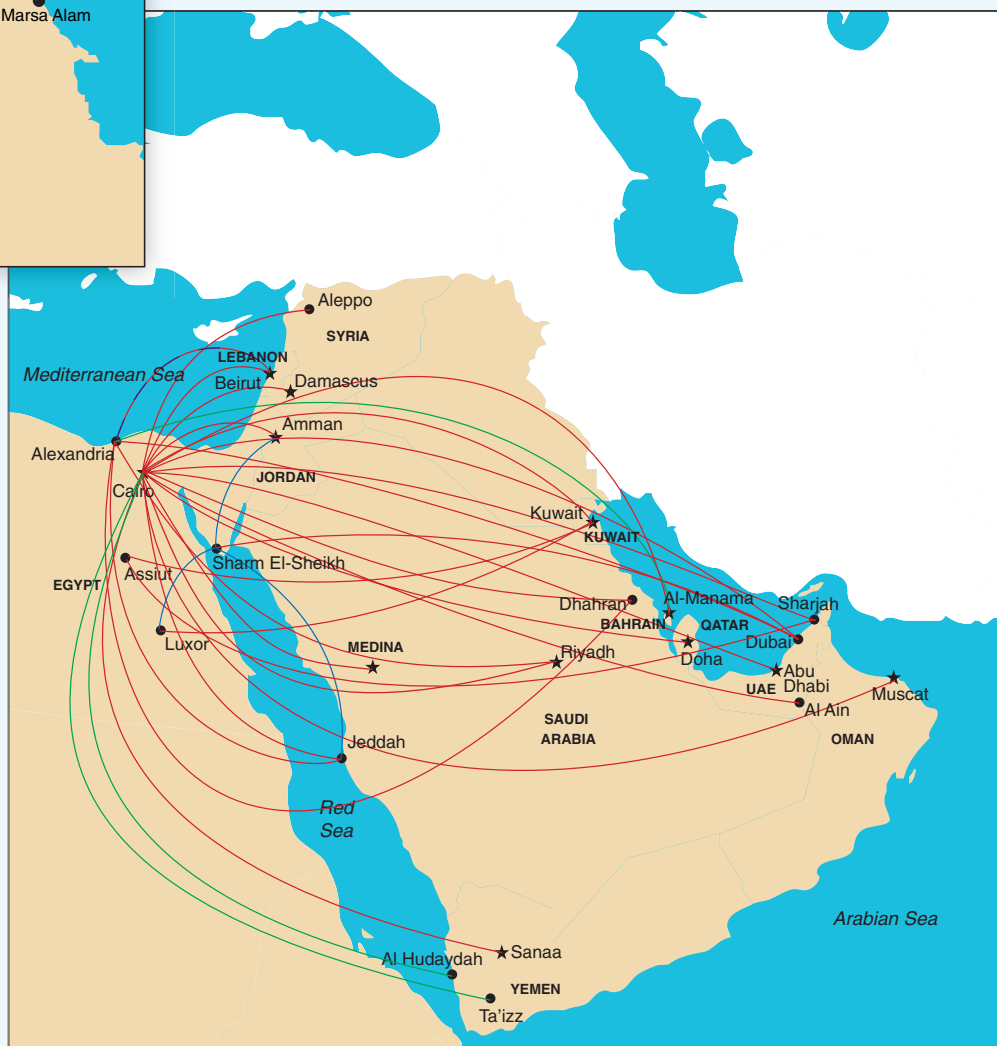 Marsa Alam
Aleppo
SYRIA
LEBANON
Mediterranean Sea
Beirut
Damascus
Amman
Alexandria
JORDAN
Cairo
Kuwait
KUWAIT
Sharm El-Sheikh
Assiut
EGYPT
Dhahran
Al-Manama
Sharjah
BAHRAIN
QATAR
Luxor
MEDINA
Dubai
Riyadh
Doha
Abu
Dhabi
UAE
Muscat
Al Ain
SAUDI
ARABIA
OMAN
Jeddah
Red
Sea
Arabian Sea
Sanaa
Al Hudaydah
YEMEN
Ta'izz